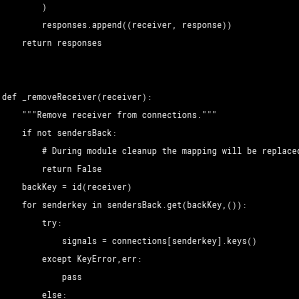 )
responses.append((receiver, response))
return responses
def _removeReceiver(receiver):
"""Remove receiver from connections."""
if not sendersBack:
# During module cleanup the mapping will be replaced
return False
backKey = id(receiver)
for senderkey in sendersBack.get(backKey,()):
try:
signals = connections[senderkey].keys()
except KeyError,err:
pass
else: